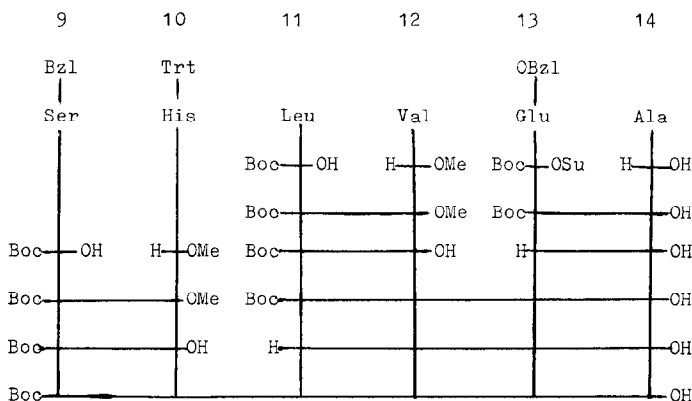 9 10 11 12 13 14
Bzl Trt OBzl
Ser His Leu Val Glu Ala
Boc OH H OMe Boc OSu H OH
Boc OMe Boc OH
Boc OH H OMe Boc OH H OH
Boc OMe Boc OH
Boc OH H OH
Boc OH